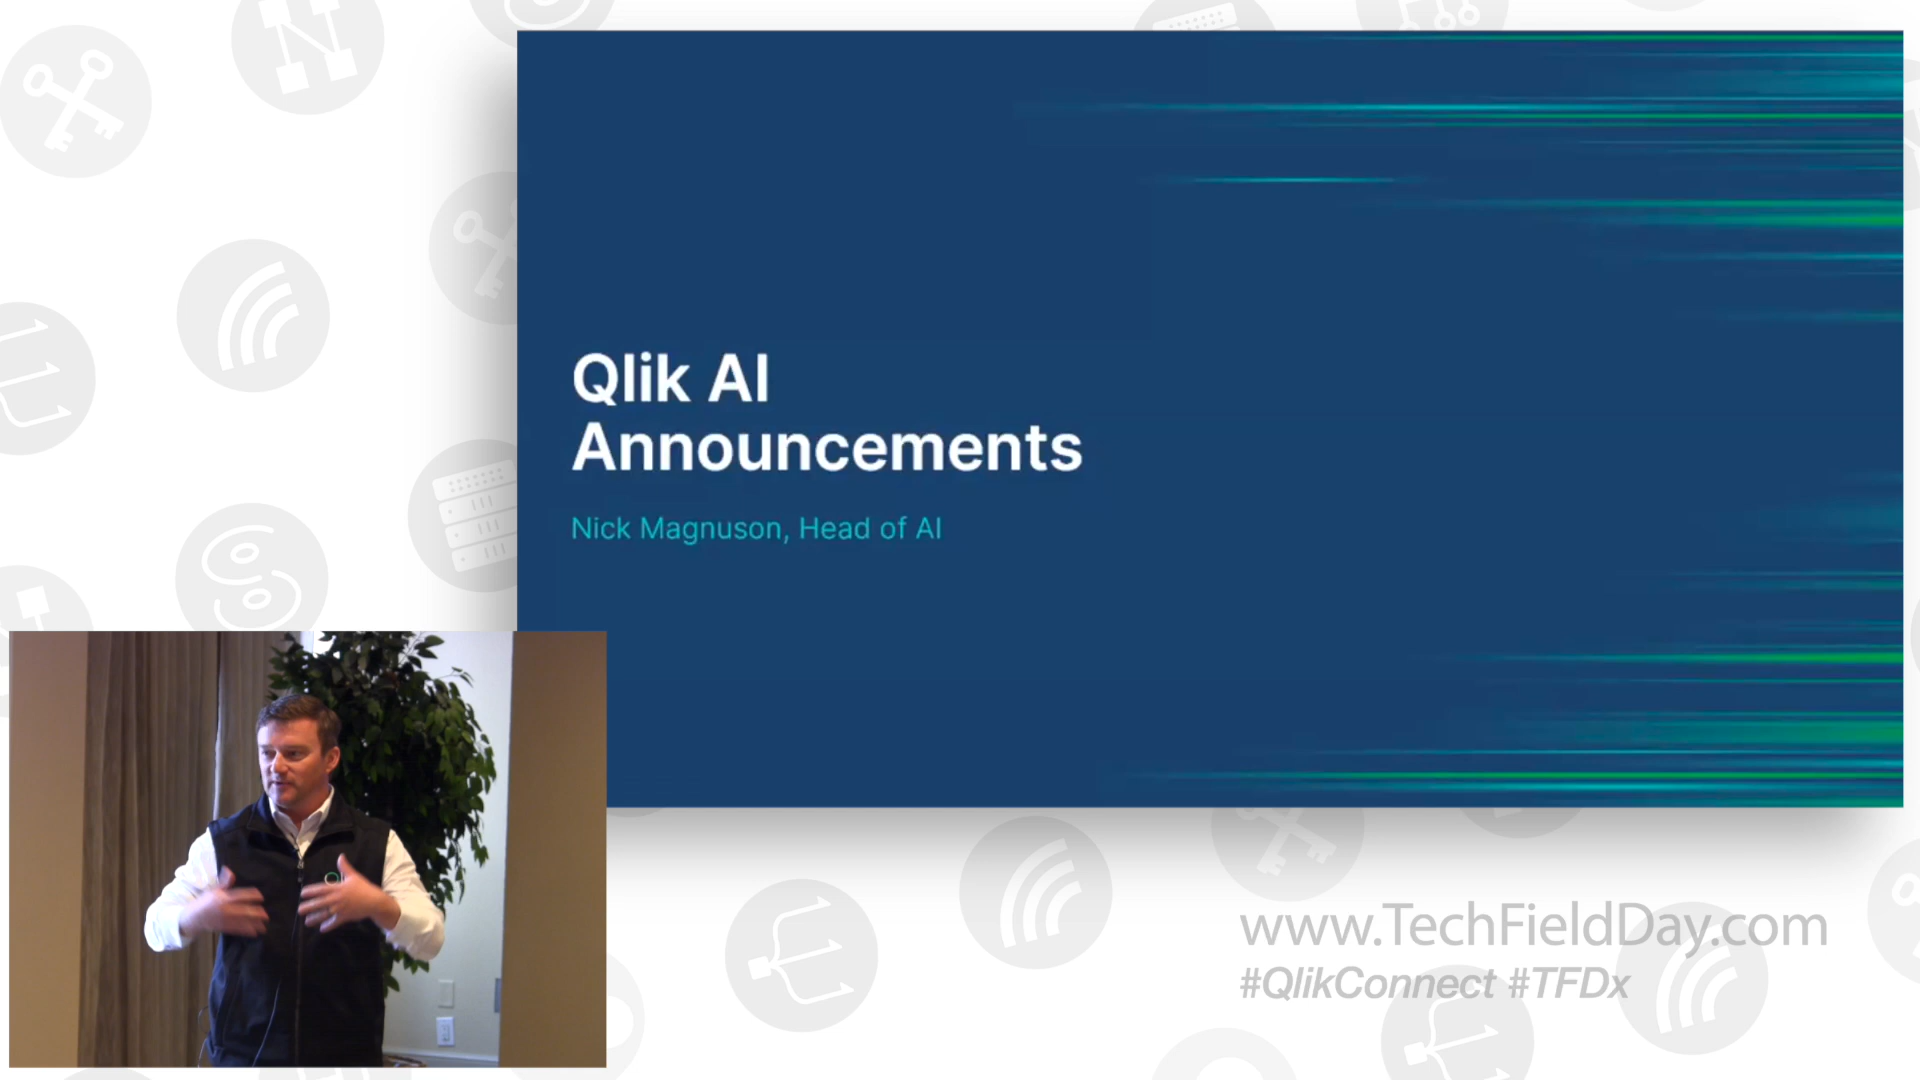 Qlik AI
Announcements
Nick Magnuson, Head of AI
www.TechFieldDay.com
#QlikConnect #TFDx